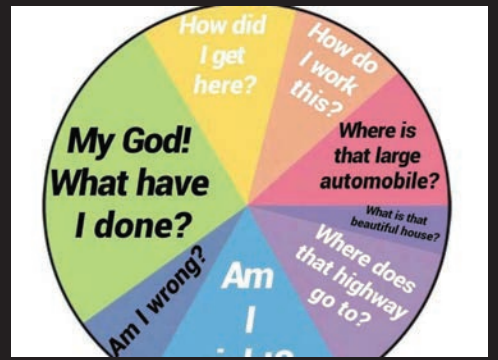 How did
I get
here?
How do
I work
this?
Where is
that large
automobile?
What is that
beautiful house?
Where does
that highway
go to?
Am
I
Am I wrong?
My God!
What have
I done?